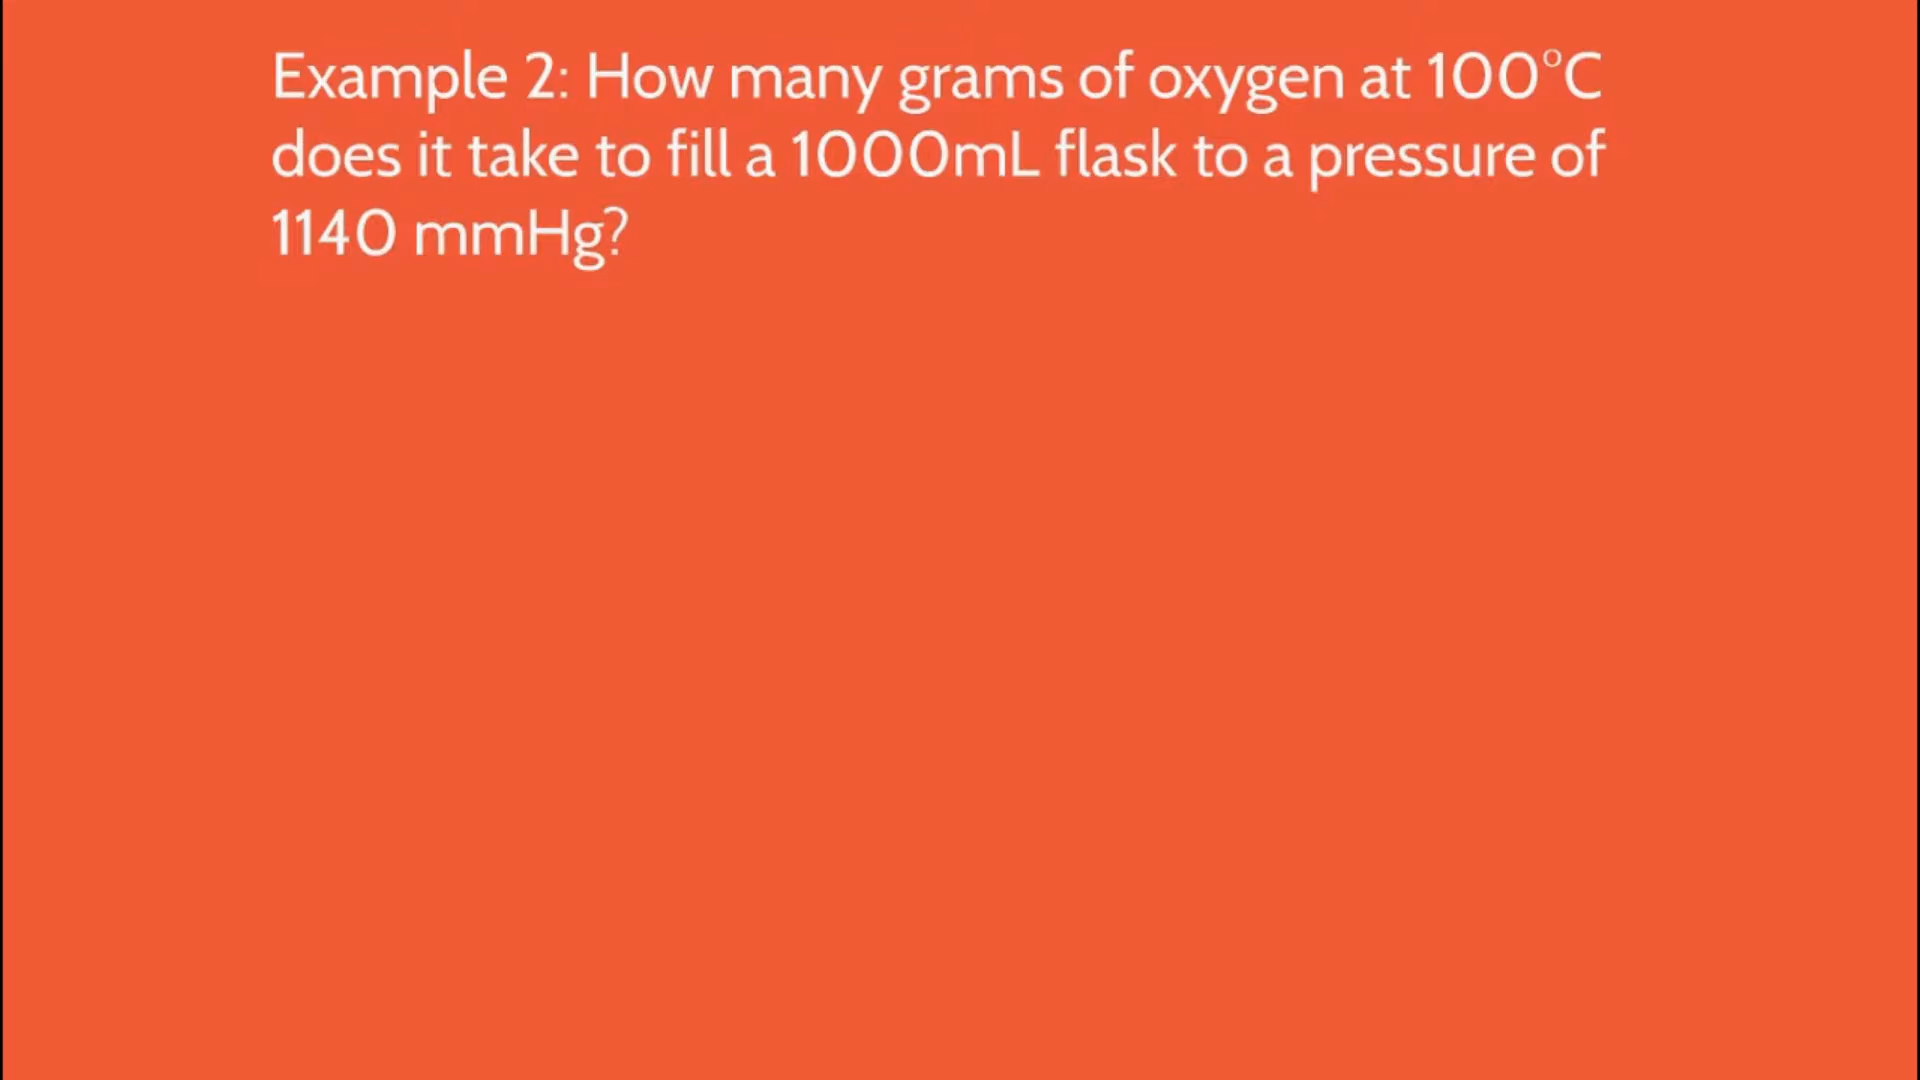 Example 2: How many grams of oxygen at 100°C
does it take to fill a 1000mL flask to a pressure of
1140 mmHg?